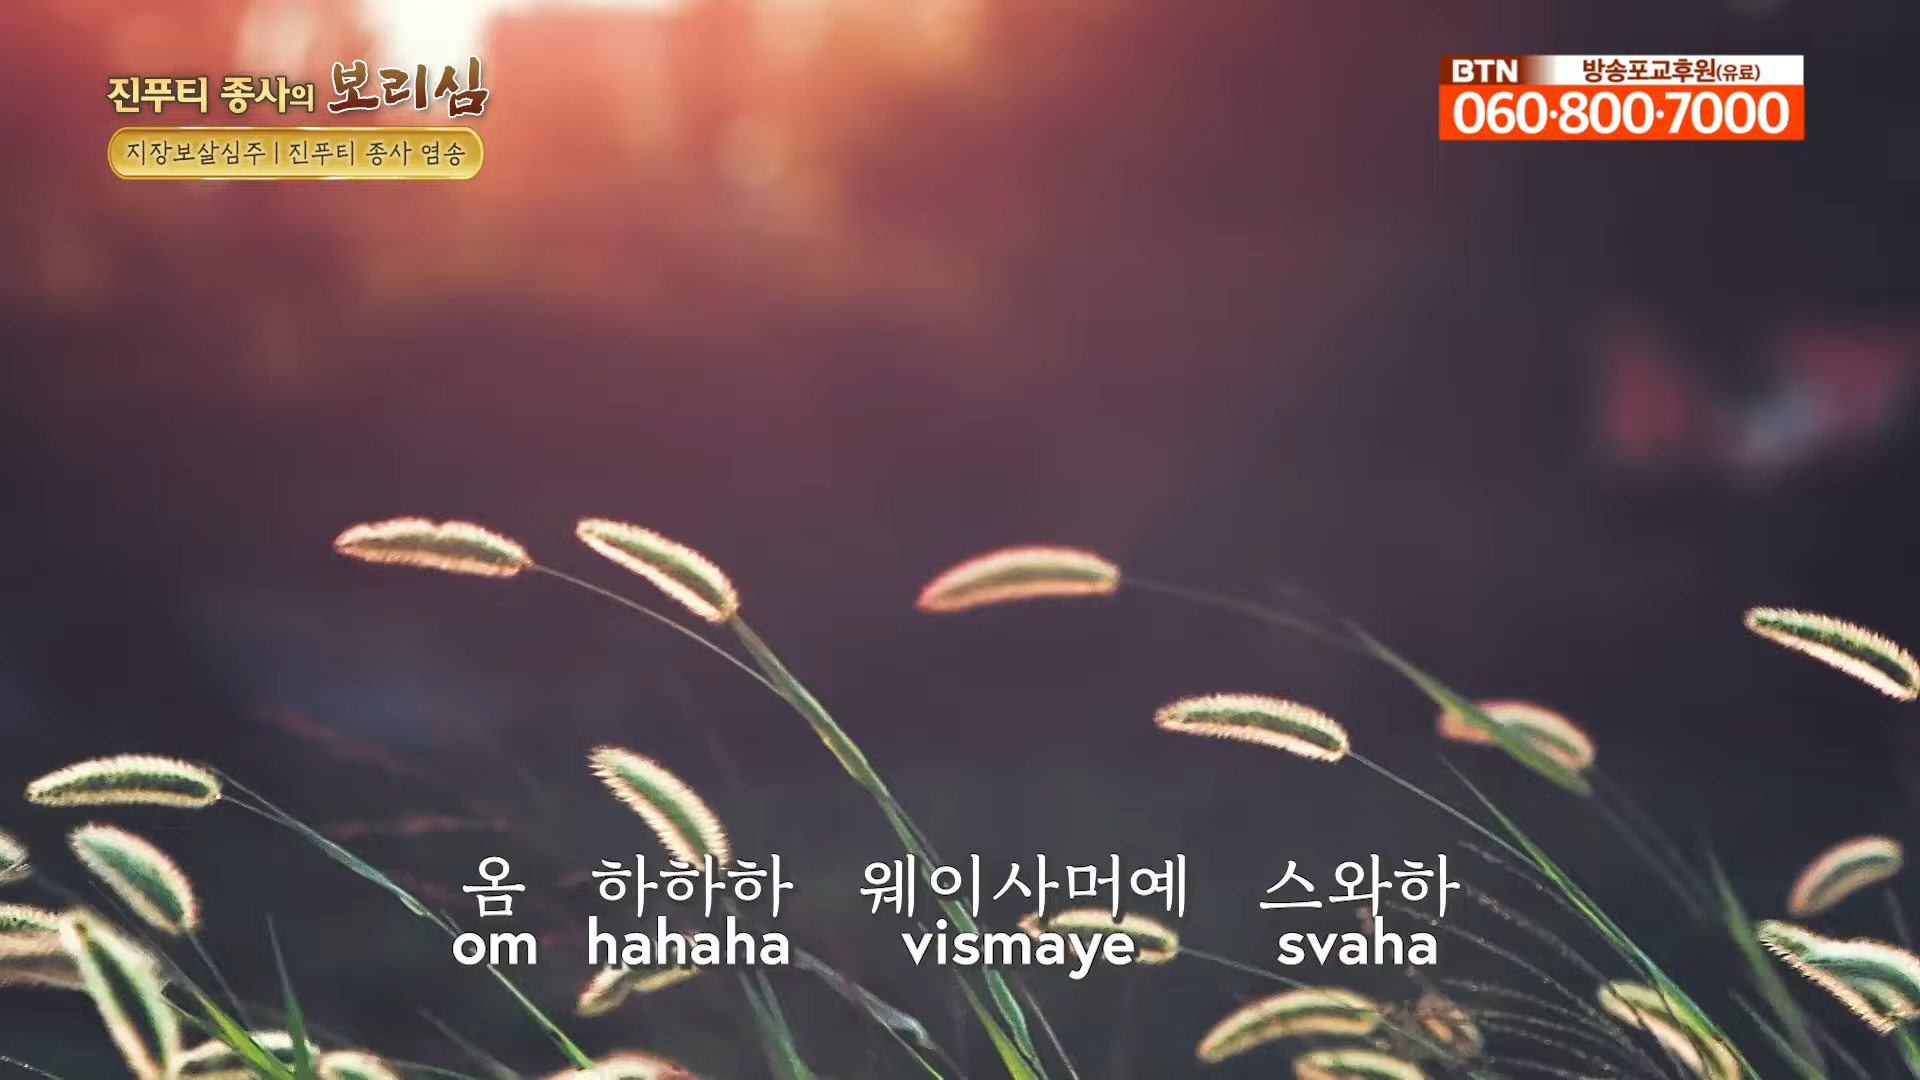 진푸티 종사의 보리심
지장보살심주 | 진푸티 종사 염송
BTN 방송포교후원(유료)
060·800·7000
옴 하하하 웨이사머예 스와하
om hahaha vismaye svaha